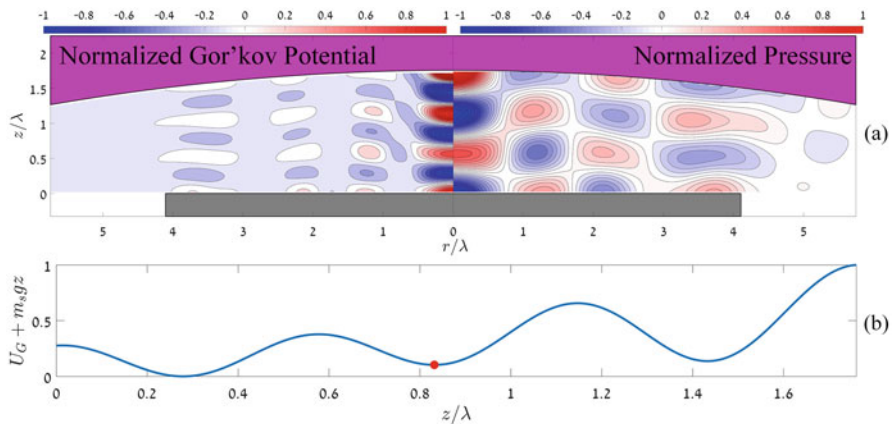 -1 -0.8 -0.6 -0.4 -0.2 0 0.2 0.4 0.6 0.8 1 -1 -0.8 -0.6 -0.4 -0.2 0 0.2 0.4 0.6 0.8 1
Normalized Gor'kov Potential Normalized Pressure
2
1.5
1
0.5
0
z/λ
(a)
5 4 3 2 1 0 1 2 3 4 5
r/λ
1
0.5
0
U_G + m_s gz
(b)
0 0.2 0.4 0.6 0.8 1 1.2 1.4 1.6
z/λ